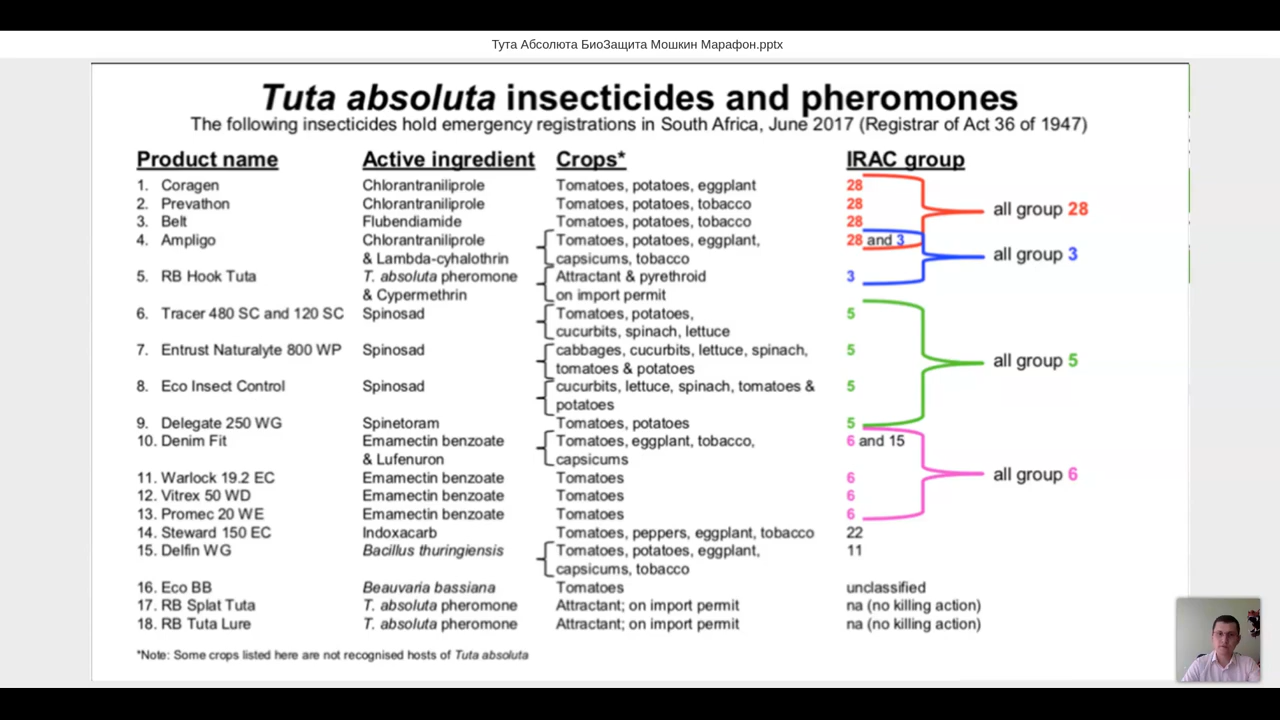 Тута Абсолюта БиоЗащита Мошкин Марафон.pptx
Tuta absoluta insecticides and pheromones
The following insecticides hold emergency registrations in South Africa, June 2017 (Registrar of Act 36 of 1947)
Product name Active ingredient Crops* IRAC group
1. Coragen Chlorantraniliprole Tomatoes, potatoes, eggplant 28
2. Prevathon Chlorantraniliprole Tomatoes, potatoes, tobacco 28 all group 28
3. Belt Flubendiamide Tomatoes, potatoes, tobacco 28
4. Ampligo Chlorantraniliprole Tomatoes, potatoes, eggplant, 28 and 3
& Lambda-cyhalothrin capsicums, tobacco all group 3
5. RB Hook Tuta T. absoluta pheromone Attractant & pyrethroid 3
& Cypermethrin on import permit
6. Tracer 480 SC and 120 SC Spinosad Tomatoes, potatoes, 5
cucurbits, spinach, lettuce
7. Entrust Naturalyte 800 WP Spinosad cabbages, cucurbits, lettuce, spinach, 5
tomatoes & potatoes all group 5
8. Eco Insect Control Spinosad cucurbits, lettuce, spinach, tomatoes & 5
potatoes
9. Delegate 250 WG Spinetoram Tomatoes, potatoes 5
10. Denim Fit Emamectin benzoate Tomatoes, eggplant, tobacco, 6 and 15
& Lufenuron capsicums
11. Warlock 19.2 EC Emamectin benzoate Tomatoes 6 all group 6
12. Vitrex 50 WD Emamectin benzoate Tomatoes 6
13. Promec 20 WE Emamectin benzoate Tomatoes 6
14. Steward 150 EC Indoxacarb Tomatoes, peppers, eggplant, tobacco 22
15. Delfin WG Bacillus thuringiensis Tomatoes, potatoes, eggplant, 11
capsicums, tobacco
16. Eco BB Beauvaria bassiana Tomatoes unclassified
17. RB Splat Tuta T. absoluta pheromone Attractant; on import permit na (no killing action)
18. RB Tuta Lure T. absoluta pheromone Attractant; on import permit na (no killing action)
*Note: Some crops listed here are not recognised hosts of Tuta absoluta